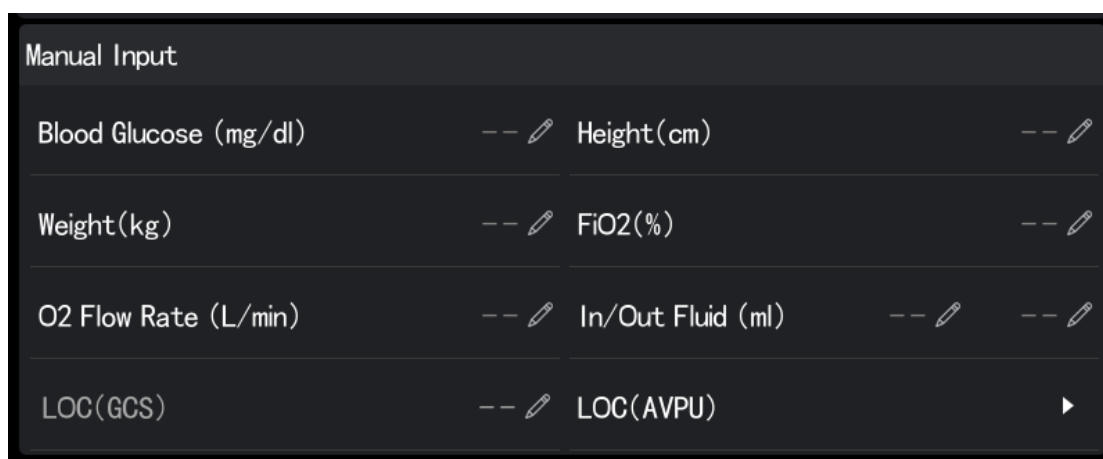 Manual Input
Blood Glucose (mg/dl) -- Height(cm) --
Weight(kg) -- FiO2(%) --
O2 Flow Rate (L/min) -- In/Out Fluid (ml) -- --
LOC(GCS) -- LOC(AVPU)